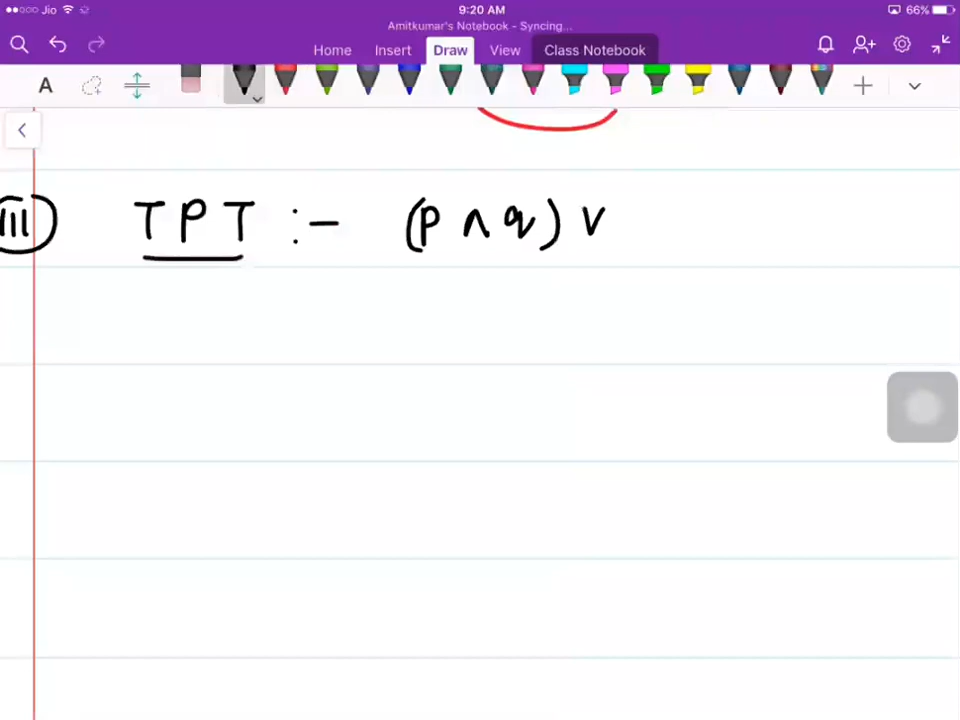 Jio 9:20 AM 66%
Amitkumar's Notebook - Syncing...
Home Insert Draw View Class Notebook
A
III TPT :- (p ∧ q) ∨